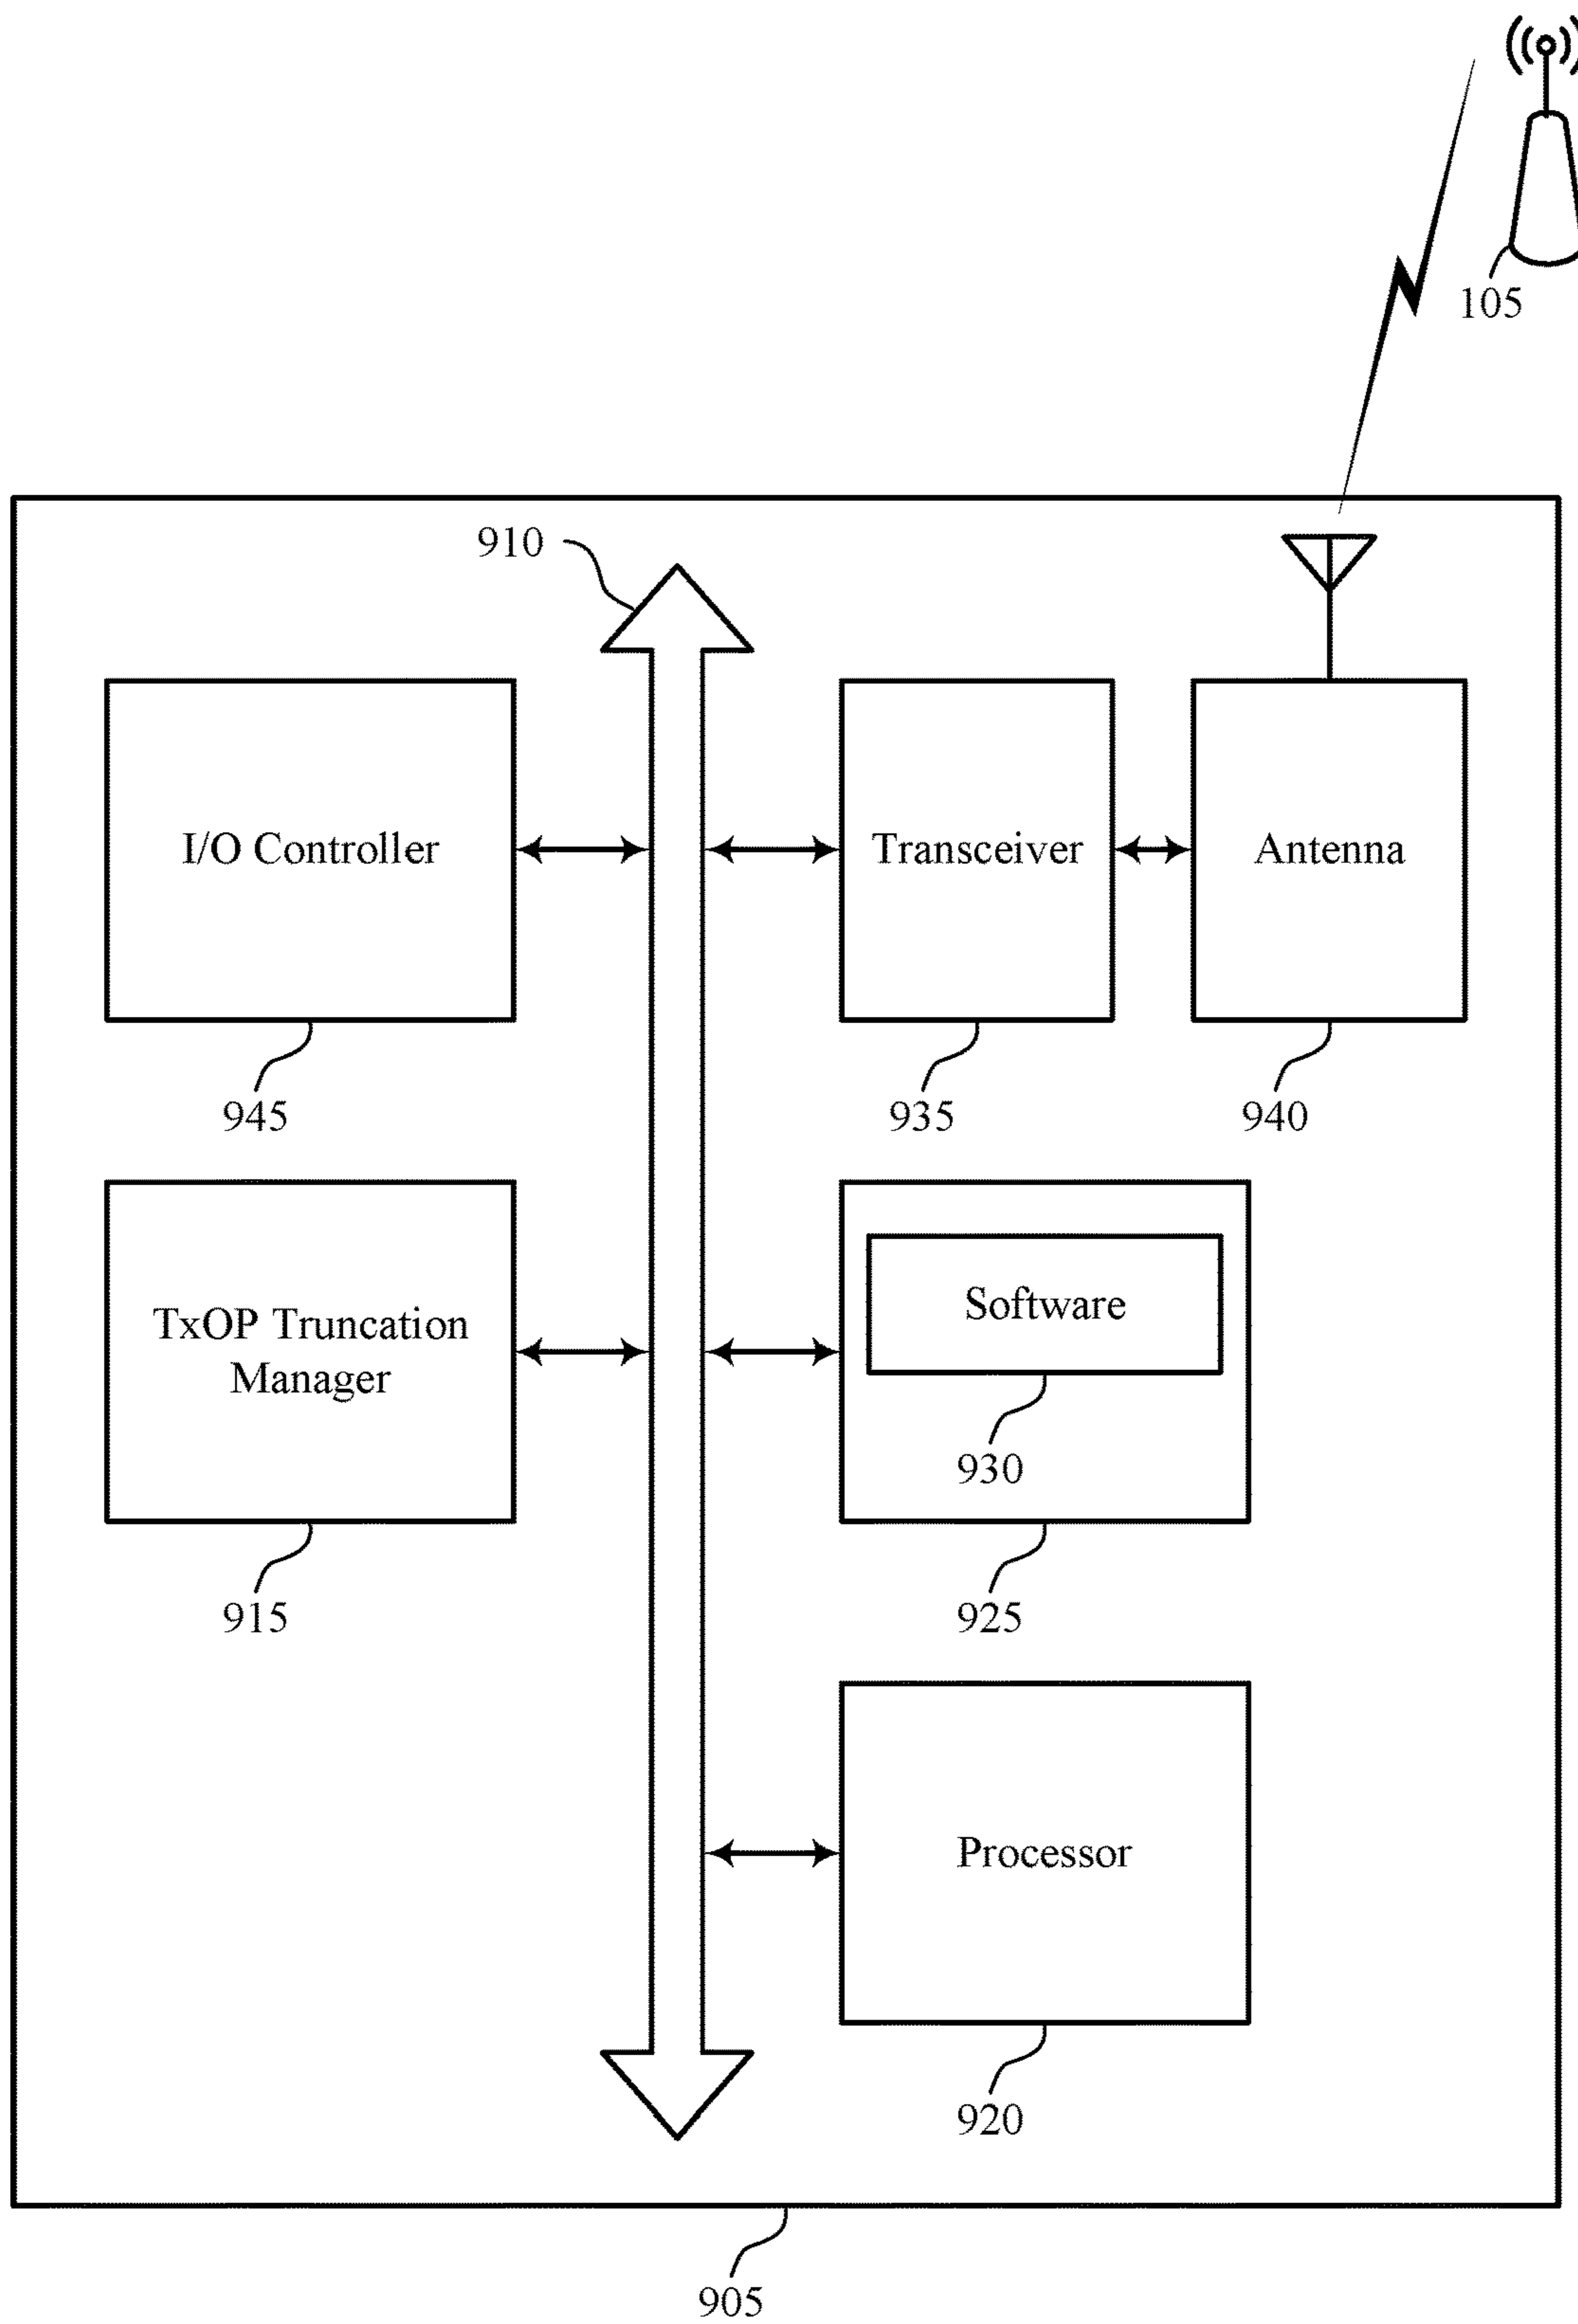 105
910
I/O Controller
Transceiver
Antenna
945
935
940
TxOP Truncation
Manager
Software
930
915
925
Processor
920
905